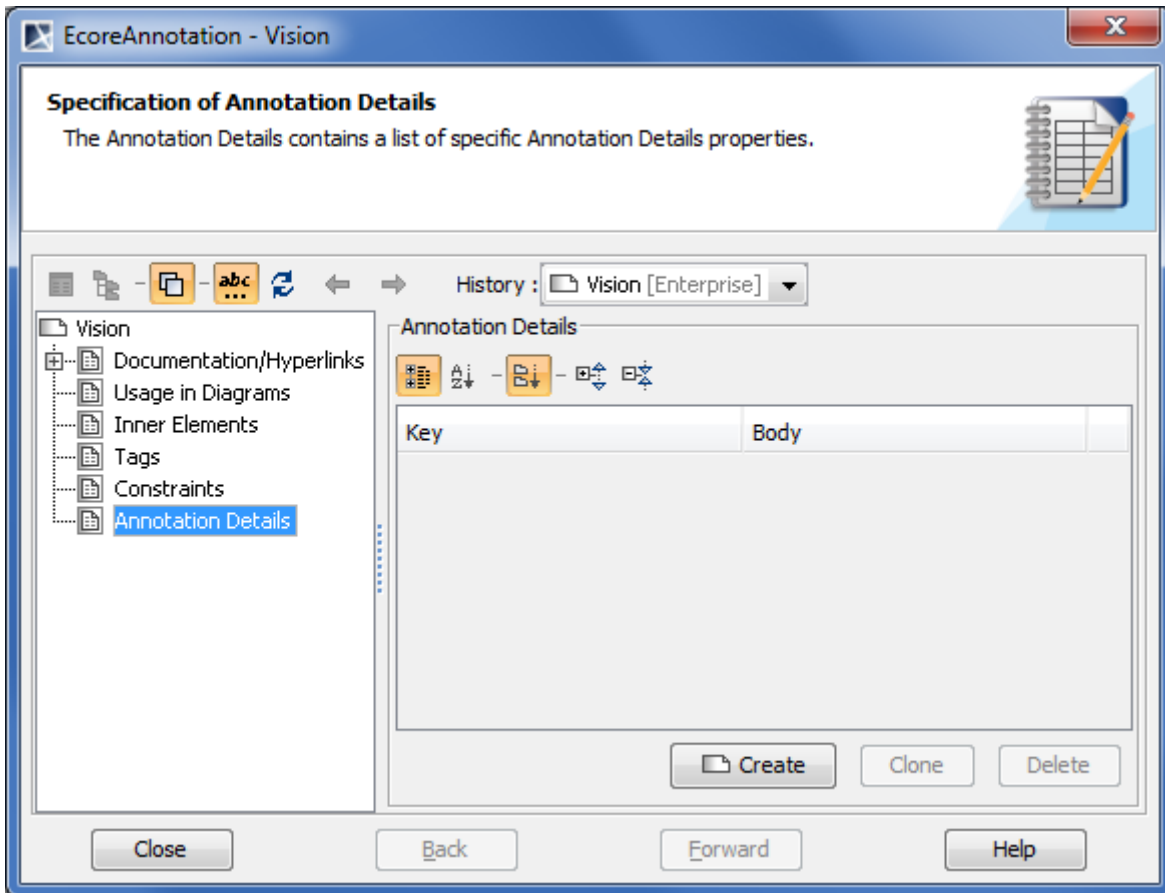 EcoreAnnotation - Vision
Specification of Annotation Details
The Annotation Details contains a list of specific Annotation Details properties.
abc
History : Vision [Enterprise]
Vision
Documentation/Hyperlinks
Usage in Diagrams
Inner Elements
Tags
Constraints
Annotation Details
Annotation Details
A
Z
Key Body
Create Clone Delete
Close Back Forward Help